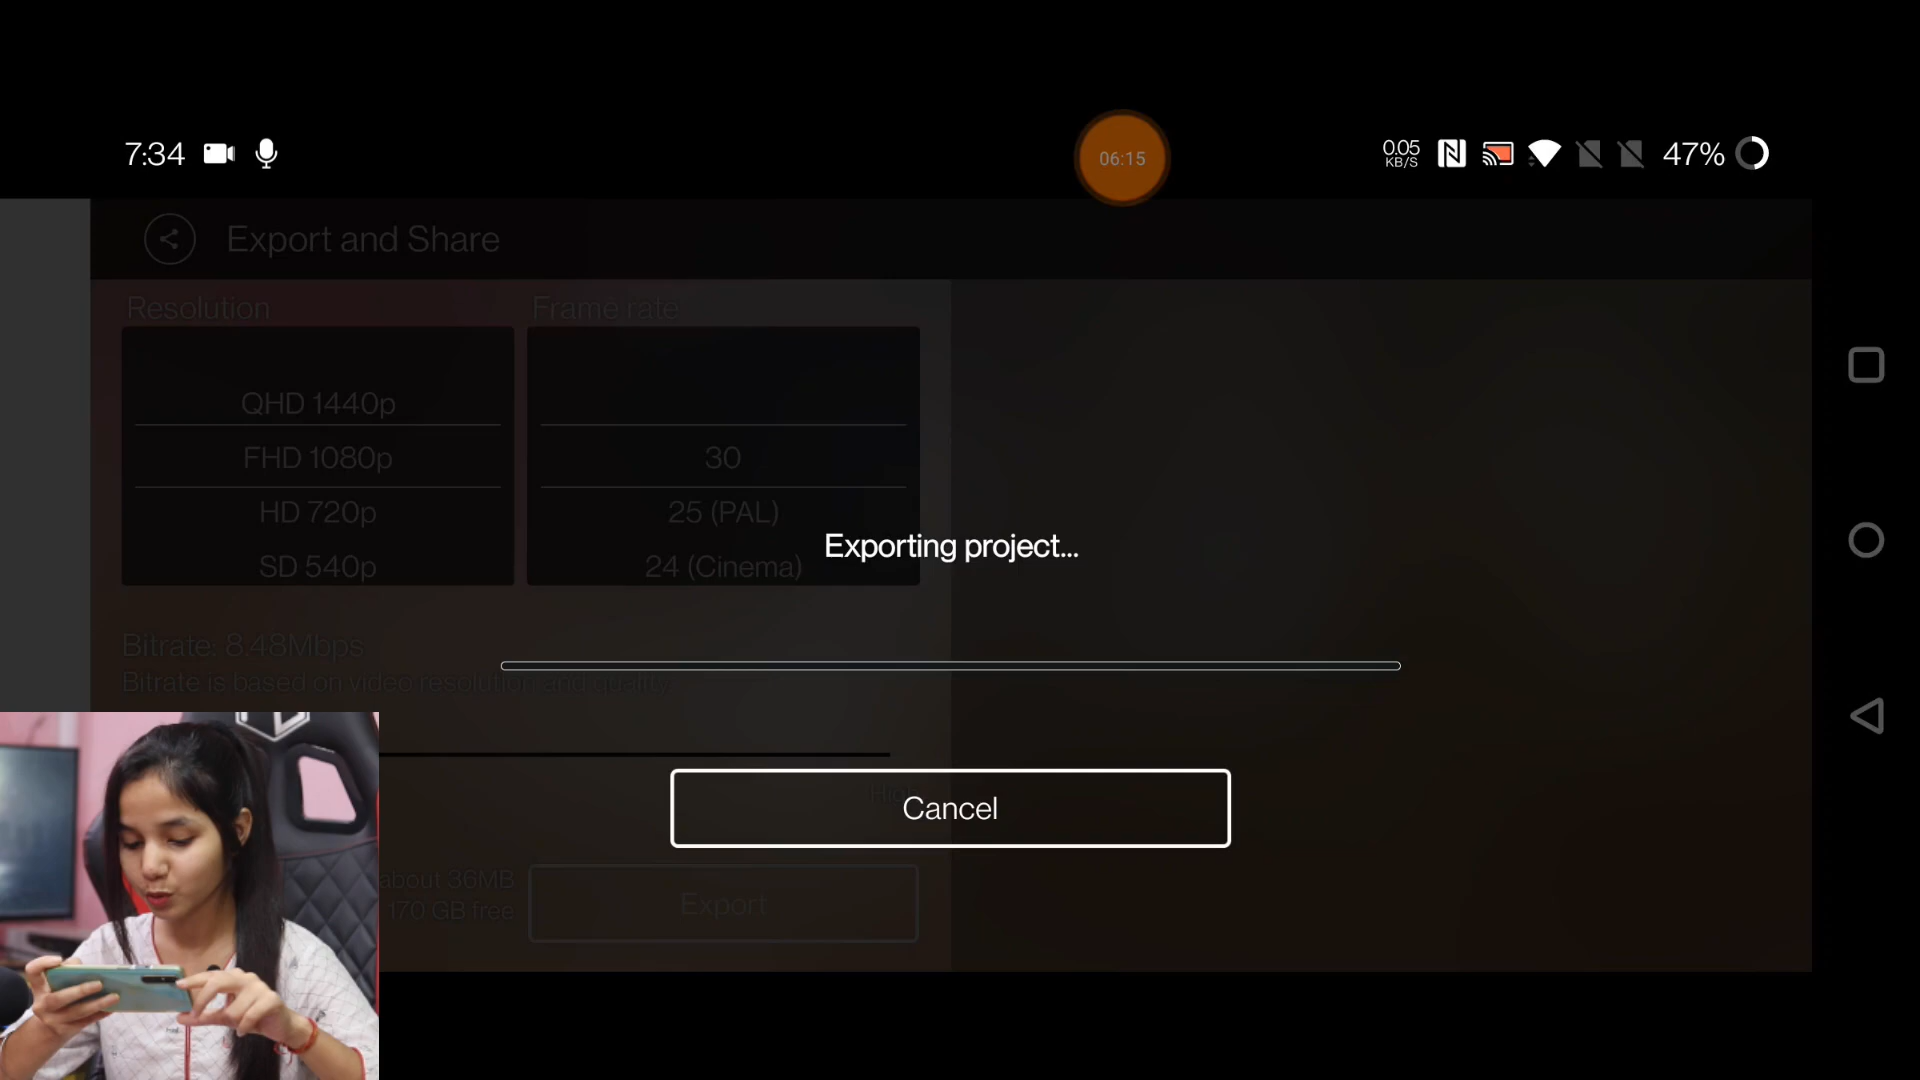 7:34
06:15
0.05
KB/S
47%
Export and Share
Resolution
Frame rate
QHD 1440p
FHD 1080p
30
HD 720p
25 (PAL)
SD 540p
24 (Cinema)
Exporting project...
Bitrate: 8.48Mbps
Bitrate is based on video resolution and quality.
High
Cancel
about 36MB
170 GB free
Export